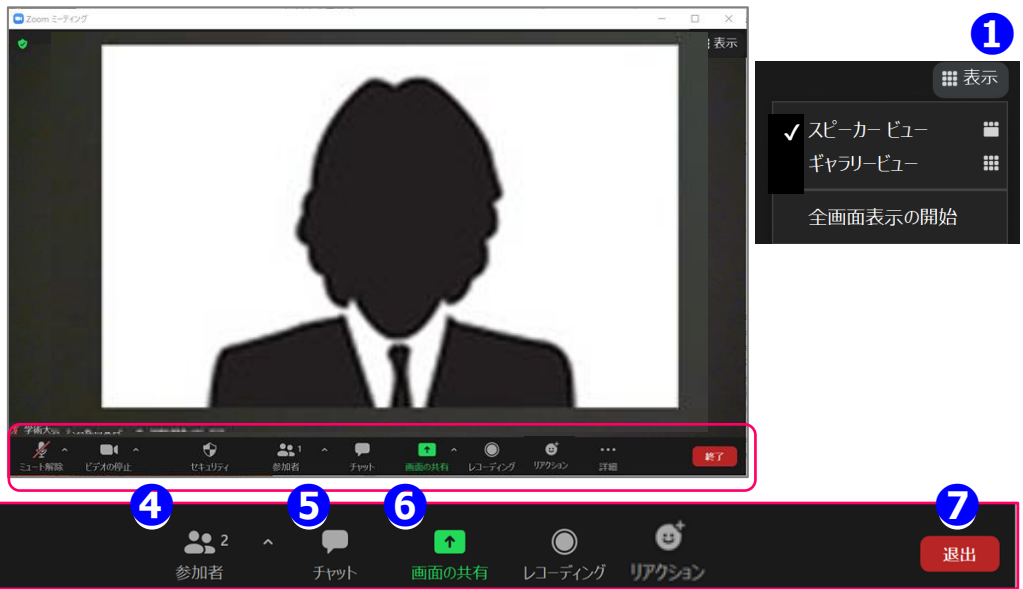 Zoom ミーティング
表示
1
表示
スピーカー ビュー
ギャラリービュー
全画面表示の開始
学術大会
1
ミュート解除 ビデオの停止 セキュリティ 参加者 チャット 画面の共有 レコーディング リアクション 詳細 終了
4 5 6 7
2
参加者 チャット 画面の共有 レコーディング リアクション 退出